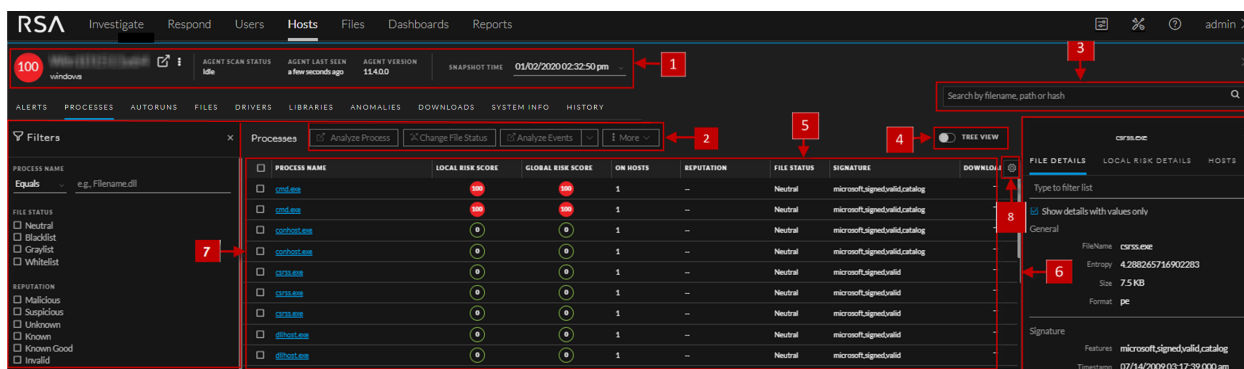 RSA Investigate Respond Users Hosts Files Dashboards Reports admin
3
100 windows
AGENT SCAN STATUS AGENT LAST SEEN AGENT VERSION SNAPSHOT TIME 01/02/2020 02:32:50 pm
Idle a few seconds ago 11.4.0.0
1
Search by filename, path or hash
ALERTS PROCESSES AUTORUNS FILES DRIVERS LIBRARIES ANOMALIES DOWNLOADS SYSTEM INFO HISTORY
Filters
PROCESS NAME
Equals e.g., Filename.dll
FILE STATUS
Neutral
Blacklist
Graylist
Whitelist
REPUTATION
Malicious
Suspicious
Unknown
Known
Known Good
Invalid
7
Processes Analyze Process Change File Status Analyze Events More
2
5
4
TREE VIEW
PROCESS NAME LOCAL RISK SCORE GLOBAL RISK SCORE ON HOSTS REPUTATION FILE STATUS SIGNATURE DOWNLOA
cmd.exe 100 100 1 -- Neutral microsoft,signed,valid,catalog
cmd.exe 100 100 1 -- Neutral microsoft,signed,valid,catalog
conhost.exe 0 0 1 -- Neutral microsoft,signed,valid,catalog
conhost.exe 0 0 1 -- Neutral microsoft,signed,valid,catalog
csrss.exe 0 0 1 -- Neutral microsoft,signed,valid
csrss.exe 0 0 1 -- Neutral microsoft,signed,valid
csrss.exe 0 0 1 -- Neutral microsoft,signed,valid
dllhost.exe 0 0 1 -- Neutral microsoft,signed,valid
dllhost.exe 0 0 1 -- Neutral microsoft,signed,valid
8
6
csrss.exe
FILE DETAILS LOCAL RISK DETAILS HOSTS
Type to filter list
Show details with values only
General
FileName csrss.exe
Entropy 4.288265716902283
Size 7.5 KB
Format pe
Signature
Features microsoft,signed,valid,catalog
Timestamp 07/14/2009 03:17:39.000 am